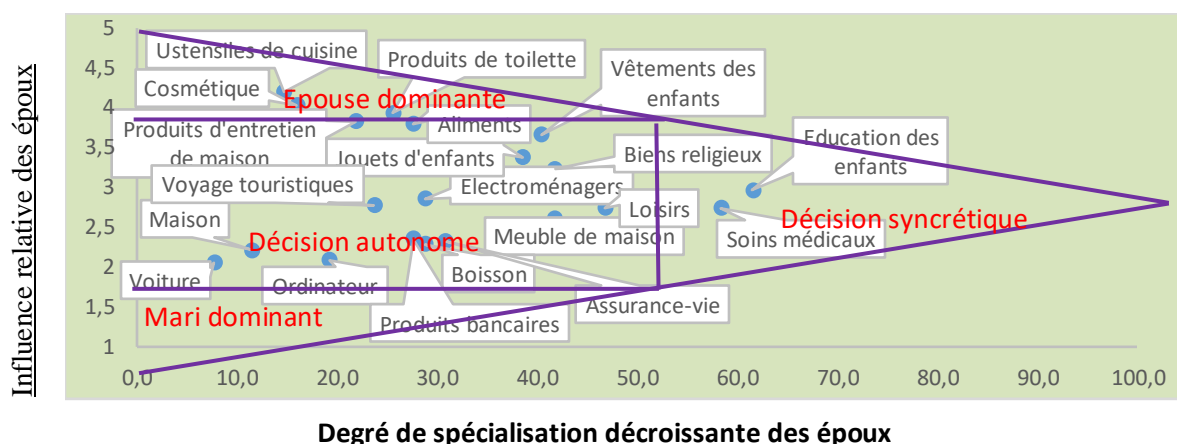 Influence relative des époux
5
4,5
4
3,5
3
2,5
2
1,5
1
Ustensiles de cuisine
Produits de toilette
Vêtements des
enfants
Cosmétique
Epouse dominante
Produits d'entretien
de maison
Aliments
Education des
enfants
Jouets d'enfants
Biens religieux
Voyage touristiques
Electroménagers
Maison
Loisirs
Décision syncrétique
Décision autonome
Meuble de maison
Soins médicaux
Voiture
Ordinateur
Boisson
Assurance-vie
Mari dominant
Produits bancaires
0,0 10,0 20,0 30,0 40,0 50,0 60,0 70,0 80,0 90,0 100,0
Degré de spécialisation décroissante des époux